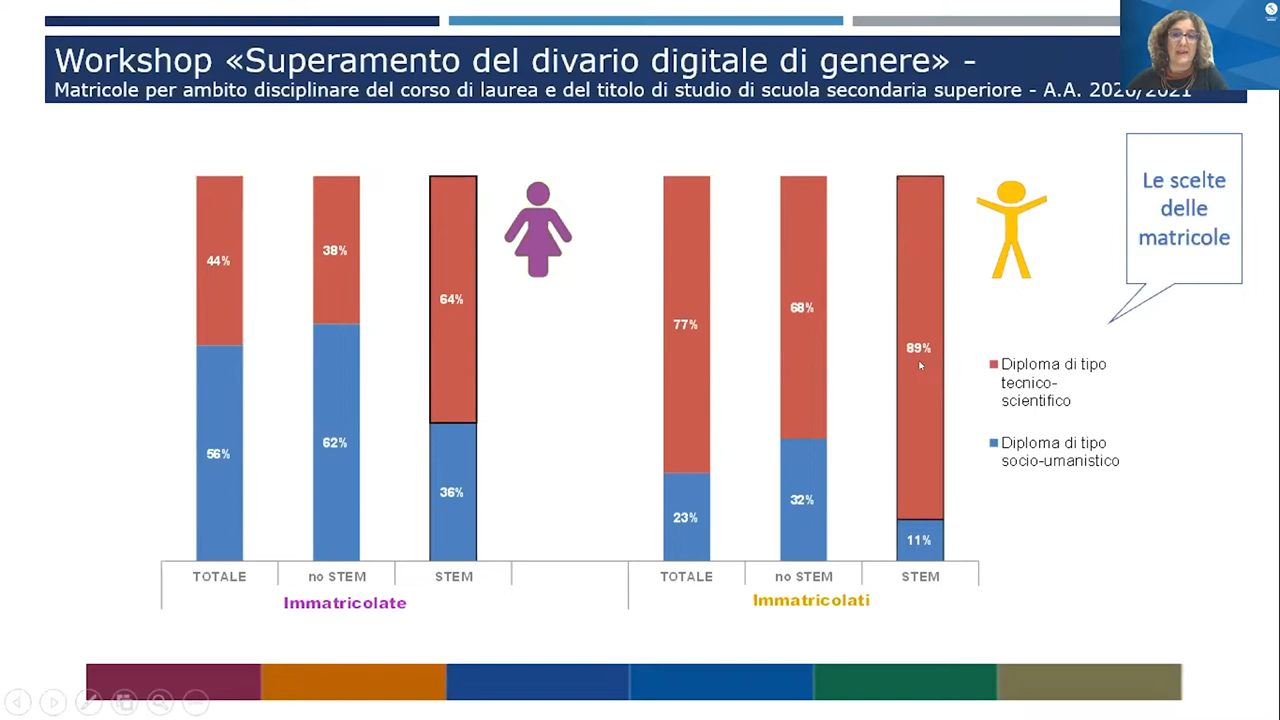 Workshop «Superamento del divario digitale di genere» -
Matricole per ambito disciplinare del corso di laurea e del titolo di studio di scuola secondaria superiore - A.A. 2020/2021
Le scelte
delle
matricole
44%
38%
64%
77%
68%
89%
56%
62%
36%
23%
32%
11%
Diploma di tipo
tecnico-
scientifico
Diploma di tipo
socio-umanistico
TOTALE
no STEM
STEM
TOTALE
no STEM
STEM
Immatricolate
Immatricolati